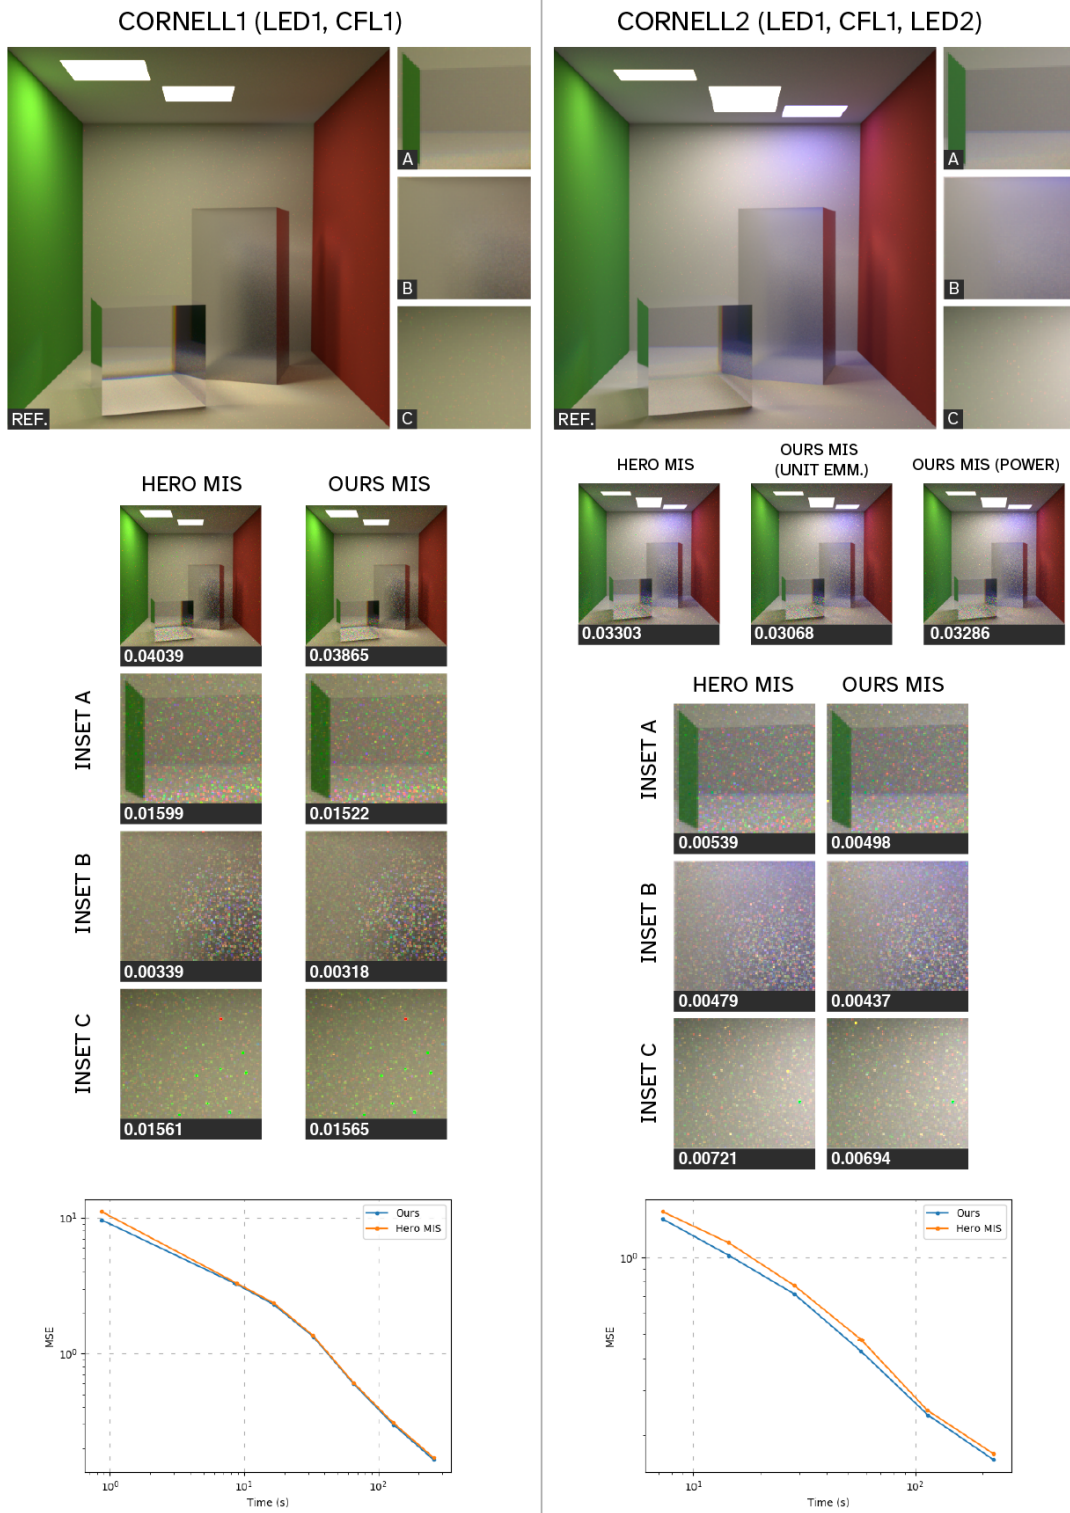 CORNELL1 (LED1, CFL1)
A
B
C
REF.
HERO MIS
OURS MIS
0.04039
0.03865
INSET A
0.01599
0.01522
INSET B
0.00339
0.00318
INSET C
0.01561
0.01565
10¹
10⁰
MSE
Ours
Hero MIS
10⁰
10¹
10²
Time (s)
CORNELL2 (LED1, CFL1, LED2)
A
B
C
REF.
HERO MIS
OURS MIS
(UNIT EMM.)
OURS MIS (POWER)
0.03303
0.03068
0.03286
HERO MIS
OURS MIS
INSET A
0.00539
0.00498
INSET B
0.00479
0.00437
INSET C
0.00721
0.00694
10⁰
MSE
Ours
Hero MIS
10¹
10²
Time (s)